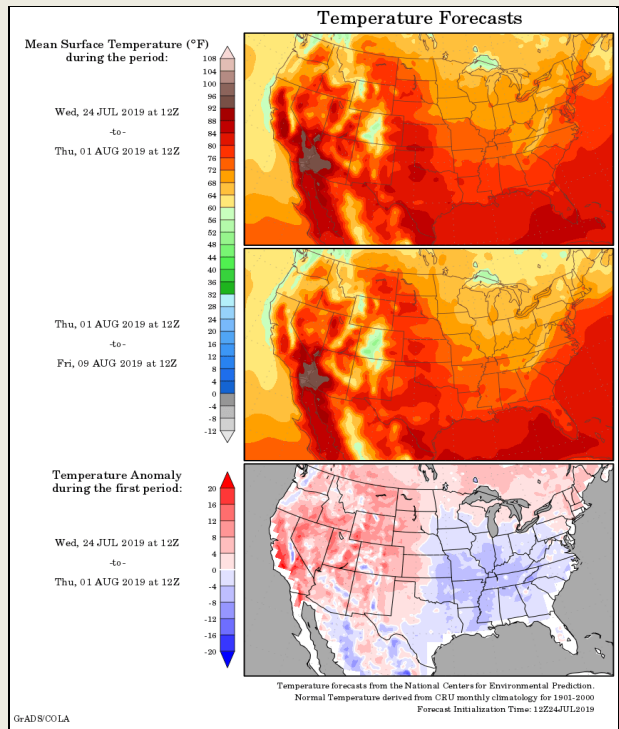 Temperature Forecasts
Mean Surface Temperature (°F)
during the period:
Wed, 24 JUL 2019 at 12Z
-to-
Thu, 01 AUG 2019 at 12Z
108
104
100
96
92
88
84
80
76
72
68
64
60
56
52
48
44
40
36
32
28
24
20
16
12
8
4
0
-4
-8
-12
Thu, 01 AUG 2019 at 12Z
-to-
Fri, 09 AUG 2019 at 12Z
Temperature Anomaly
during the first period:
Wed, 24 JUL 2019 at 12Z
-to-
Thu, 01 AUG 2019 at 12Z
20
16
12
8
4
0
-4
-8
-12
-16
-20
Temperature forecasts from the National Centers for Environmental Prediction.
Normal Temperature derived from CRU monthly climatology for 1901-2000
Forecast Initialization Time: 12Z24JUL2019
GrADS/COLA